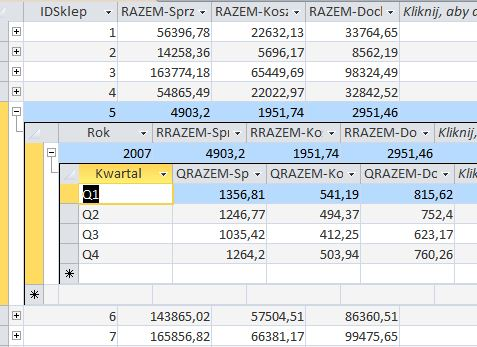 IDSklep RAZEM-Sprz RAZEM-Kosz RAZEM-Doch Kliknij, aby d
1 56396,78 22632,13 33764,65
2 14258,36 5696,17 8562,19
3 163774,18 65449,69 98324,49
4 54865,49 22022,97 32842,52
5 4903,2 1951,74 2951,46
Rok RRAZEM-Spr RRAZEM-Ko RRAZEM-Do Kliknij,
2007 4903,2 1951,74 2951,46
Kwartal QRAZEM-Sp QRAZEM-Ko QRAZEM-Dc Klik
Q1 1356,81 541,19 815,62
Q2 1246,77 494,37 752,4
Q3 1035,42 412,25 623,17
Q4 1264,2 503,94 760,26
6 143865,02 57504,51 86360,51
7 165856,82 66381,17 99475,65